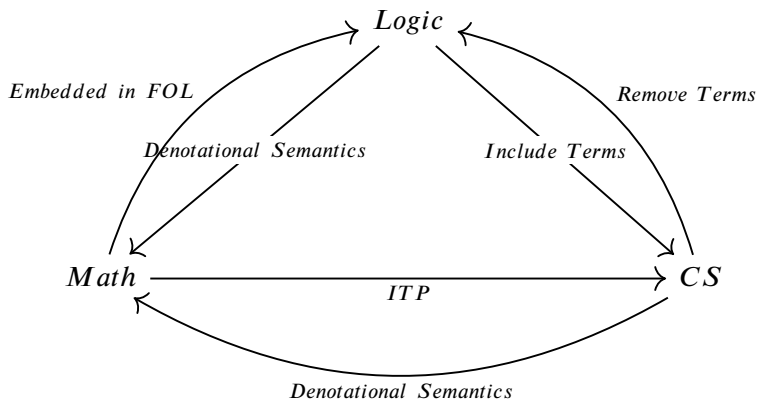 Logic
Embedded in FOL
Remove Terms
Denotational Semantics
Include Terms
Math
CS
ITP
Denotational Semantics